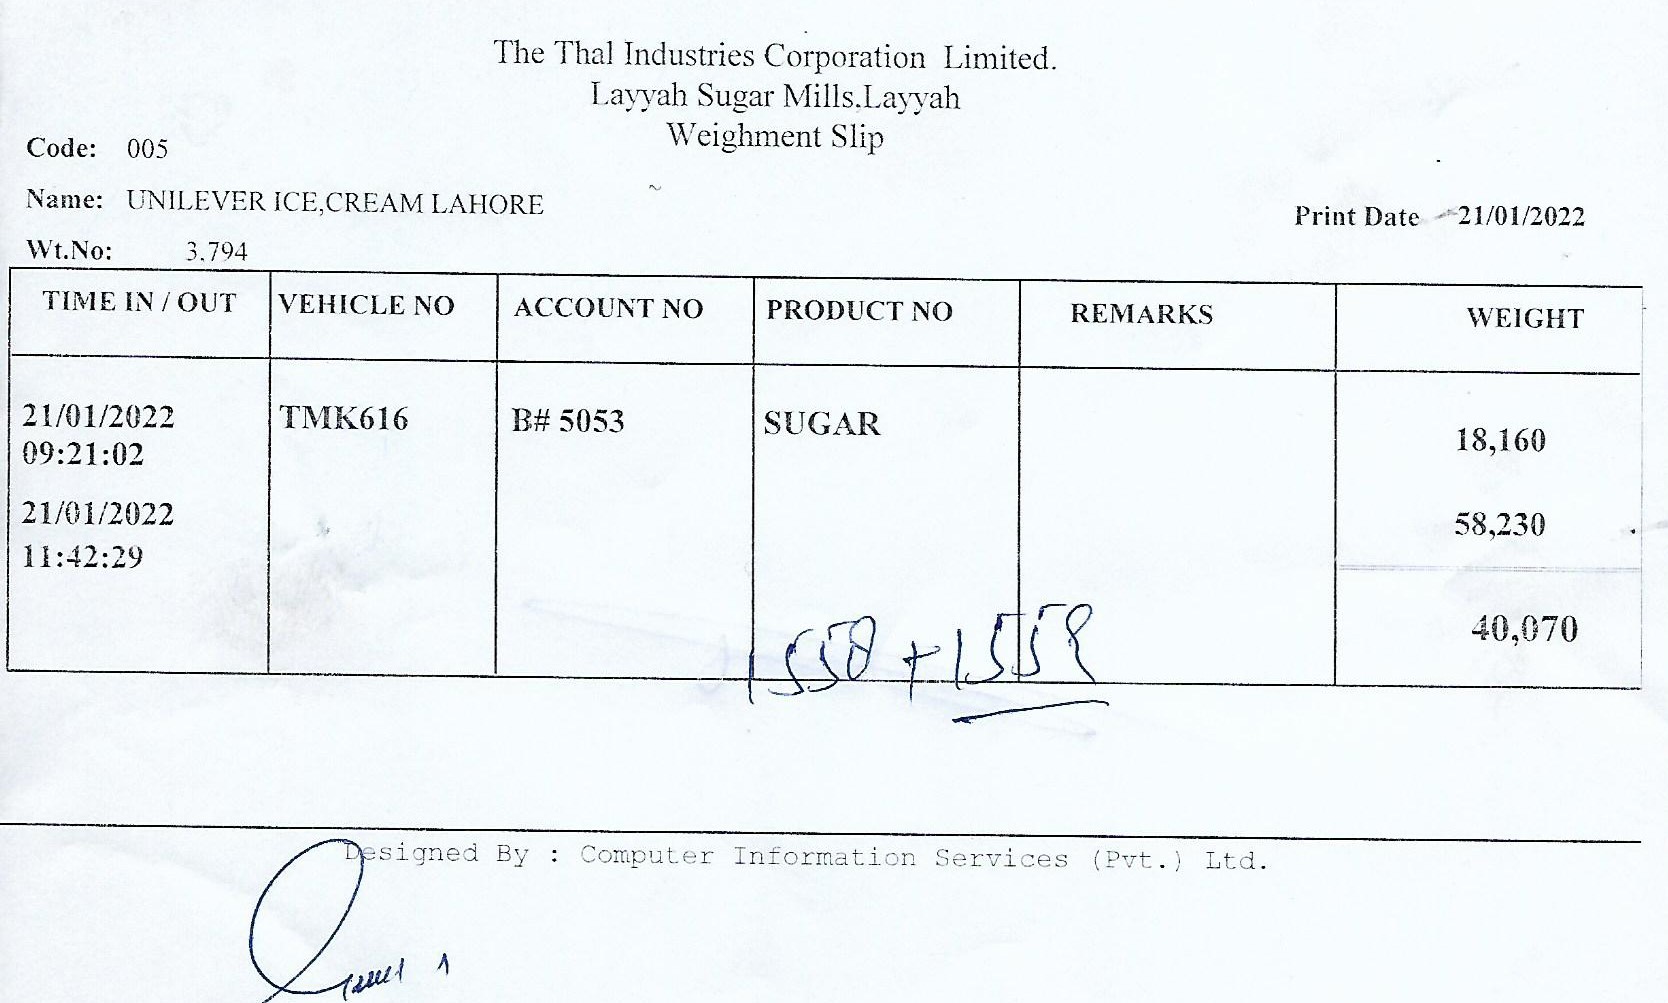 The Thal Industries Corporation Limited.
Layyah Sugar Mills.Layyah
Weighment Slip
Code: 005
Name: UNILEVER ICE,CREAM LAHORE
Print Date 21/01/2022
Wt.No: 3.794
TIME IN / OUT VEHICLE NO ACCOUNT NO PRODUCT NO REMARKS WEIGHT
21/01/2022 TMK616 B# 5053 SUGAR 18,160
09:21:02
21/01/2022 58,230
11:42:29
40,070
1558 + 1559
Designed By : Computer Information Services (Pvt.) Ltd.